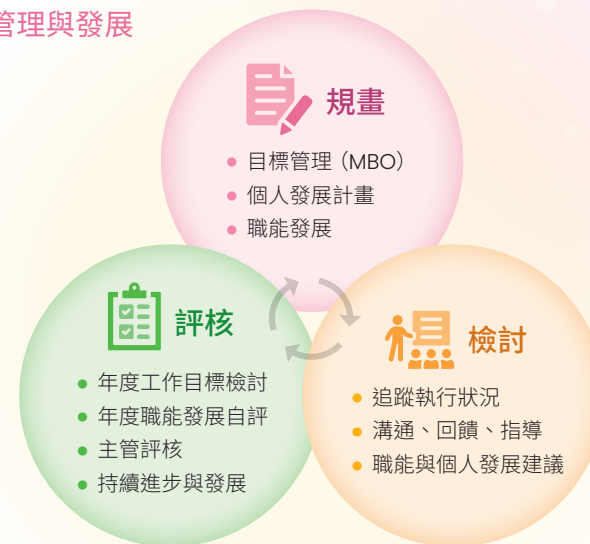 管理與發展
規畫
• 目標管理（MBO）
• 個人發展計畫
• 職能發展
評核
• 年度工作目標檢討
• 年度職能發展自評
• 主管評核
• 持續進步與發展
檢討
• 追蹤執行狀況
• 溝通、回饋、指導
• 職能與個人發展建議